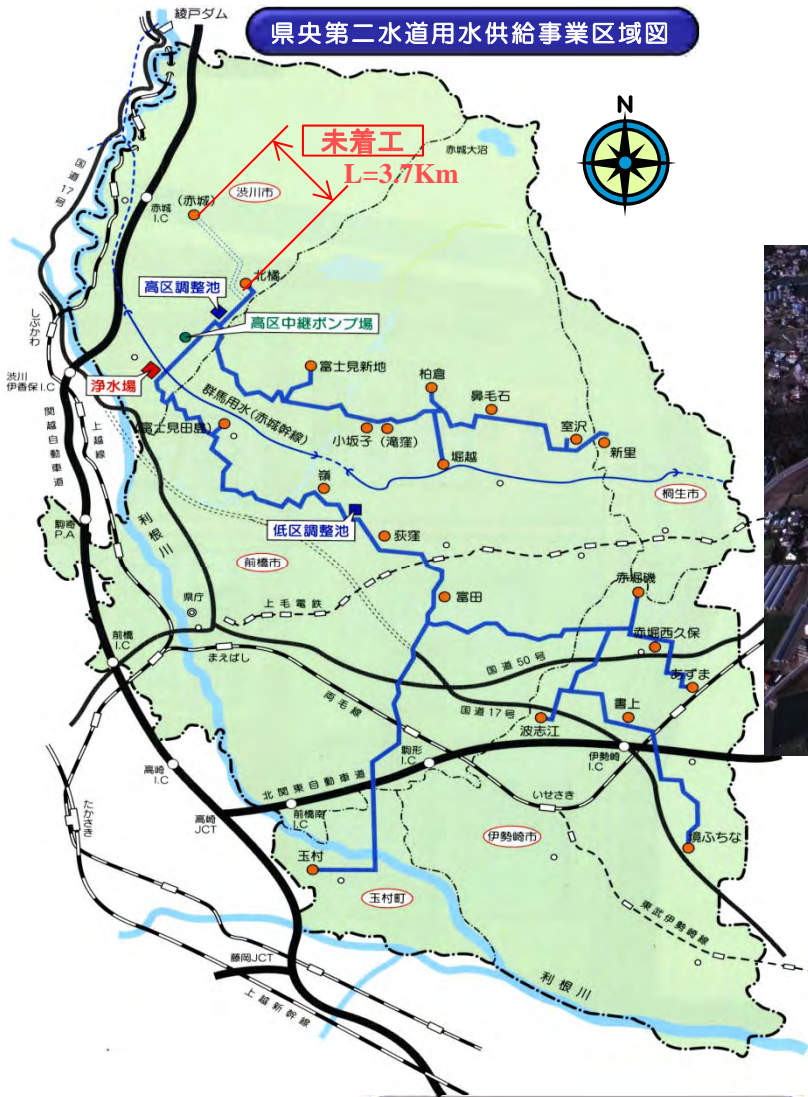 綾戸ダム
県央第二水道用水供給事業区域図
N
未着工
L=3.7Km
赤城大沼
国道17号
赤城
I.C
(赤城)
渋川市
北橘
高区調整池
高区中継ポンプ場
しぶかわ
渋川
伊香保I.C
浄水場
富士見新地
柏倉
鼻毛石
群馬用水(赤城幹線)
(富士見田島)
小坂子
(滝窪)
室沢
新里
堀越
関越自動車道
上越線
嶺
桐生市
低区調整池
駒寄
P.A
利根川
荻窪
前橋市
赤堀磯
県庁
上毛電鉄
富田
前橋
I.C
まえばし
国道50号
赤堀西久保
あずま
両毛線
国道17号
書上
波志江
駒形
I.C
伊勢崎
I.C
高崎
I.C
北関東自動車道
いせさき
たかさき
高崎
JCT
前橋南
I.C
伊勢崎市
境ふちな
玉村
玉村町
東武伊勢崎線
藤岡JCT
利根川
上越新幹線